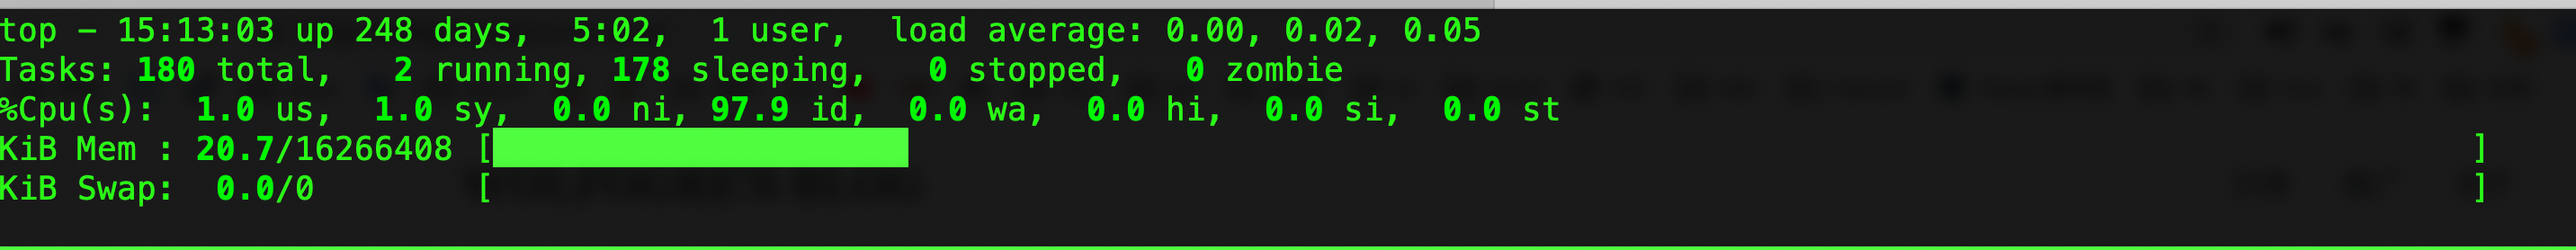 top – 15:13:03 up 248 days,  5:02,  1 user,  load average: 0.00, 0.02, 0.05
Tasks: 180 total,   2 running, 178 sleeping,   0 stopped,   0 zombie
%Cpu(s):  1.0 us,  1.0 sy,  0.0 ni, 97.9 id,  0.0 wa,  0.0 hi,  0.0 si,  0.0 st
KiB Mem : 20.7/16266408 [                     ]
KiB Swap:  0.0/0        [                     ]